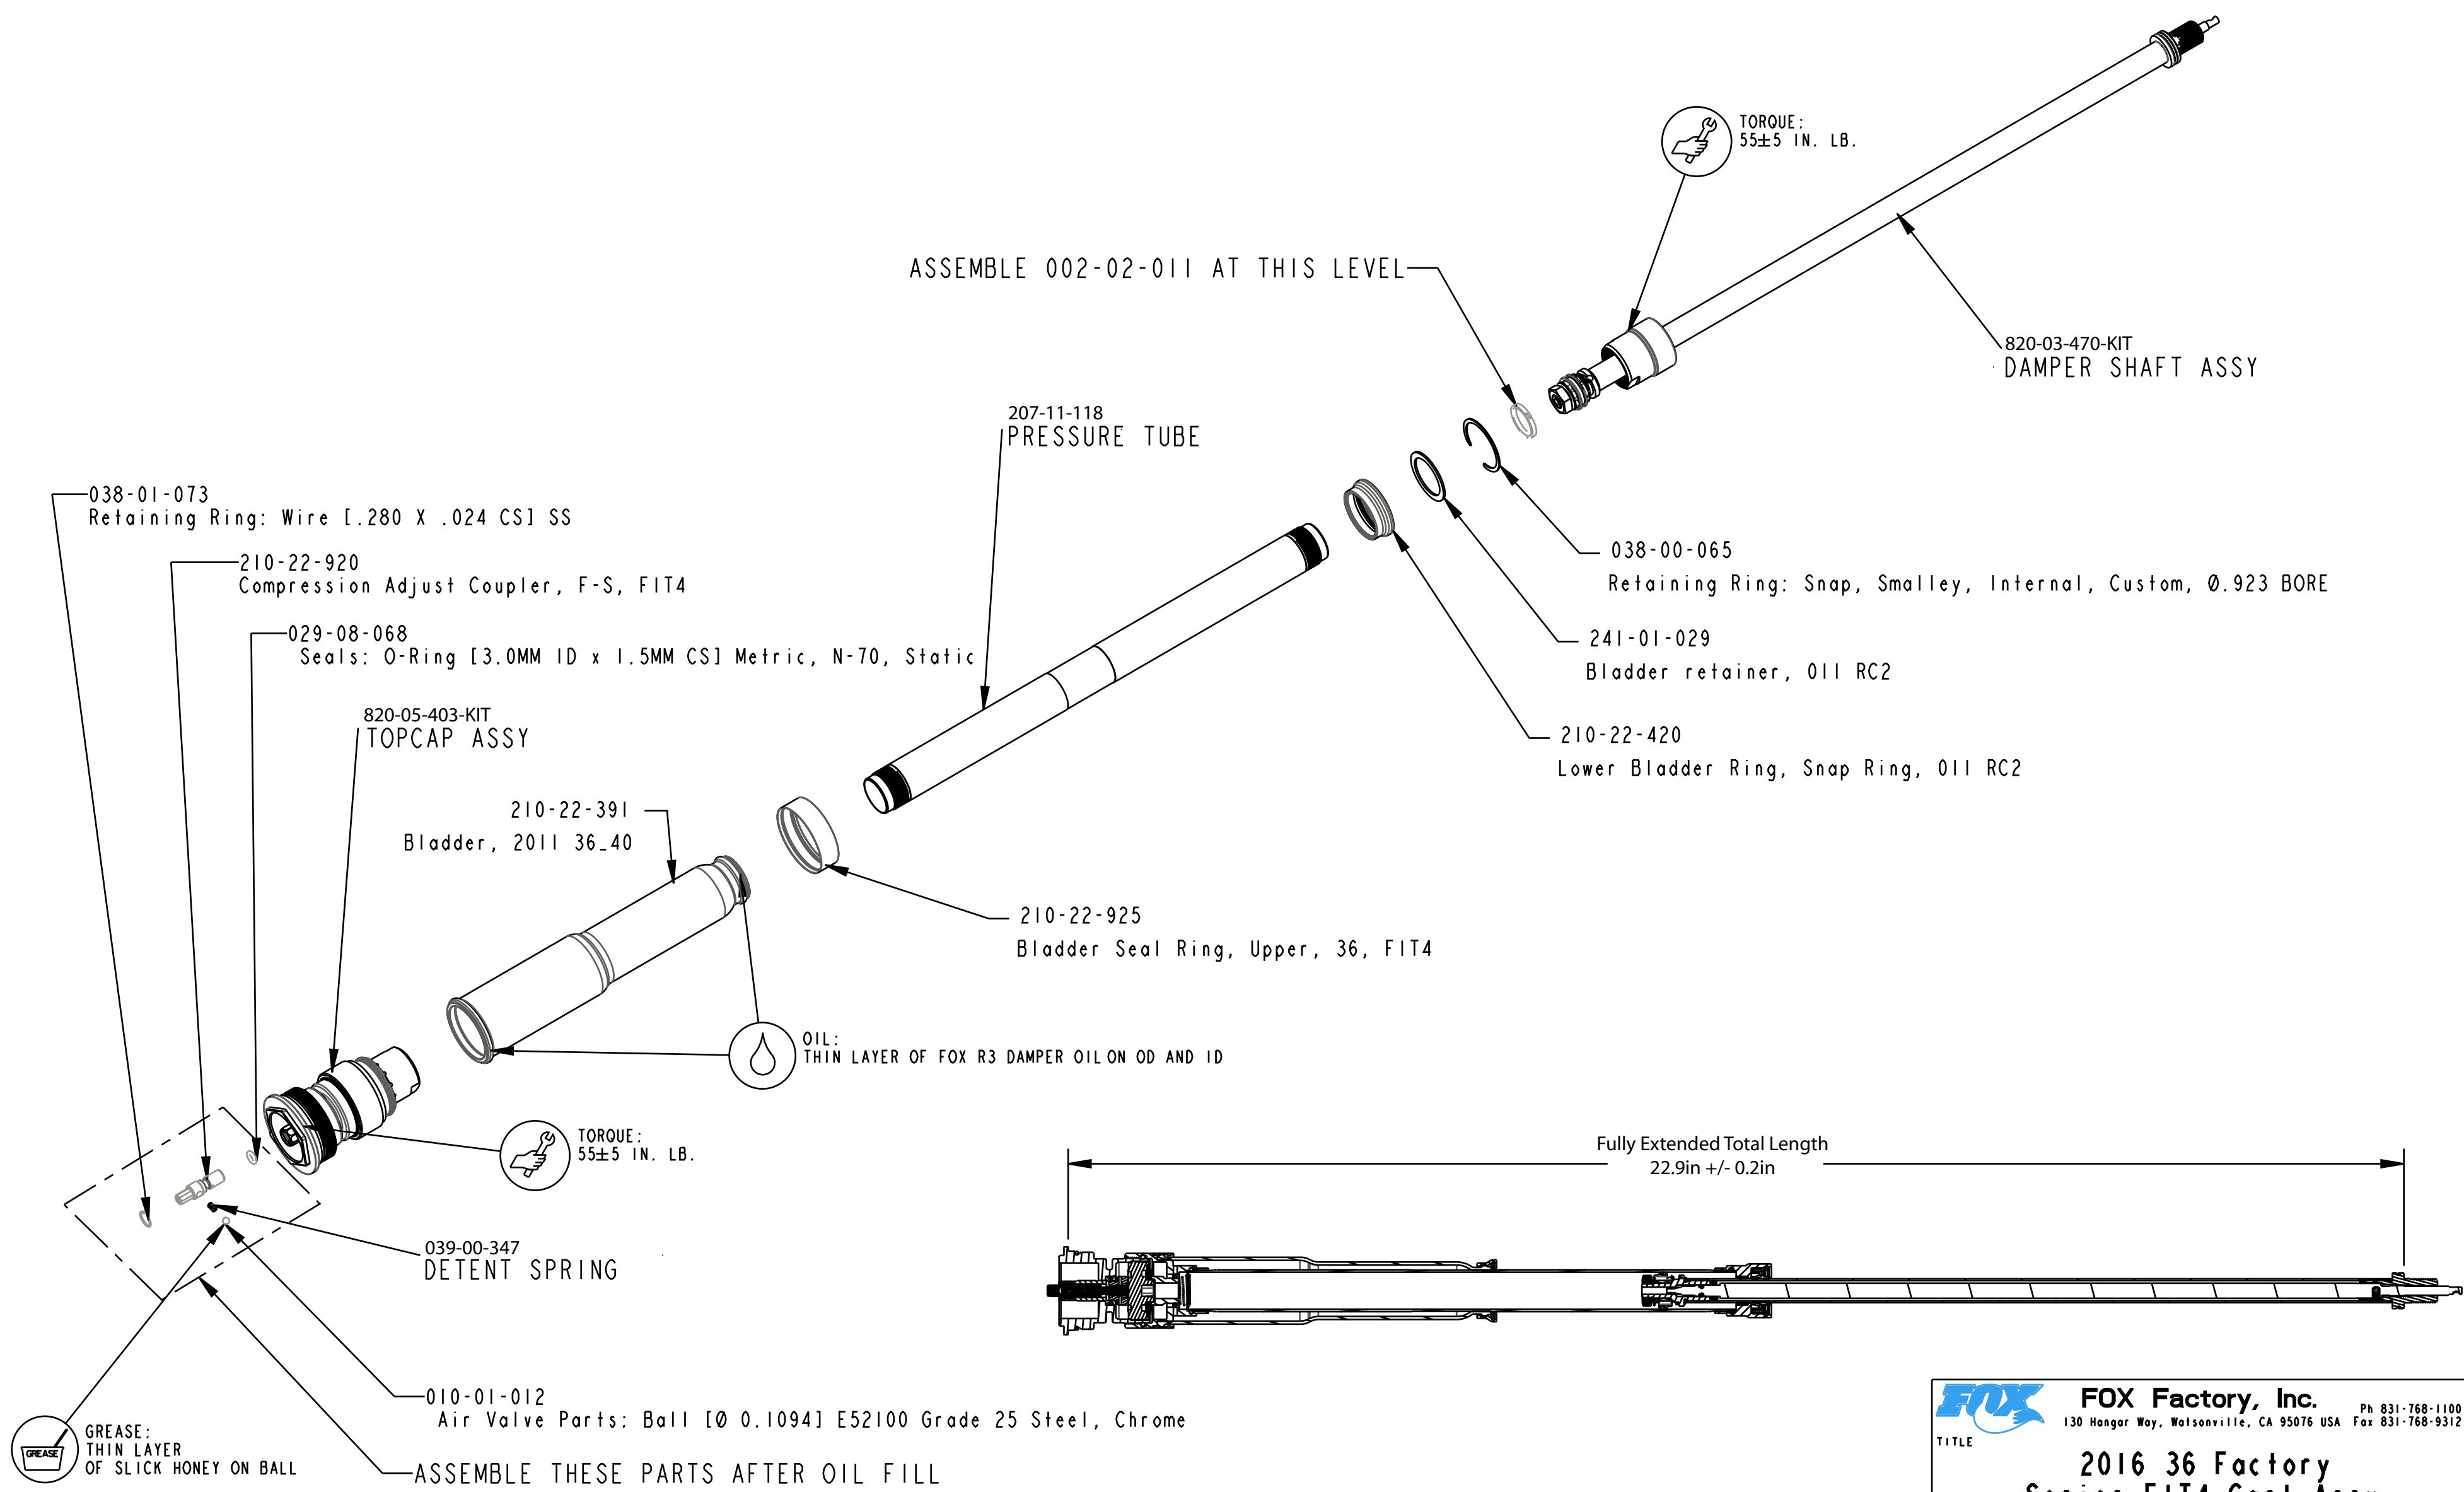 TORQUE:
55±5 IN. LB.
ASSEMBLE 002-02-011 AT THIS LEVEL
820-03-470-KIT
DAMPER SHAFT ASSY
207-11-118
PRESSURE TUBE
038-01-073
Retaining Ring: Wire [.280 X .024 CS] SS
210-22-920
Compression Adjust Coupler, F-S, FIT4
029-08-068
Seals: O-Ring [3.0MM ID x 1.5MM CS] Metric, N-70, Static
820-05-403-KIT
TOPCAP ASSY
210-22-391
Bladder, 2011 36_40
038-00-065
Retaining Ring: Snap, Smalley, Internal, Custom, Ø.923 BORE
241-01-029
Bladder retainer, 011 RC2
210-22-420
Lower Bladder Ring, Snap Ring, 011 RC2
210-22-925
Bladder Seal Ring, Upper, 36, FIT4
OIL:
THIN LAYER OF FOX R3 DAMPER OIL ON OD AND ID
TORQUE:
55±5 IN. LB.
Fully Extended Total Length
22.9in +/- 0.2in
039-00-347
DETENT SPRING
010-01-012
Air Valve Parts: Ball [Ø 0.1094] E52100 Grade 25 Steel, Chrome
GREASE
GREASE:
THIN LAYER
OF SLICK HONEY ON BALL
ASSEMBLE THESE PARTS AFTER OIL FILL
FOX
FOX Factory, Inc.
130 Hangar Way, Watsonville, CA 95076 USA
Ph 831-768-1100
Fax 831-768-9312
TITLE
2016 36 Factory